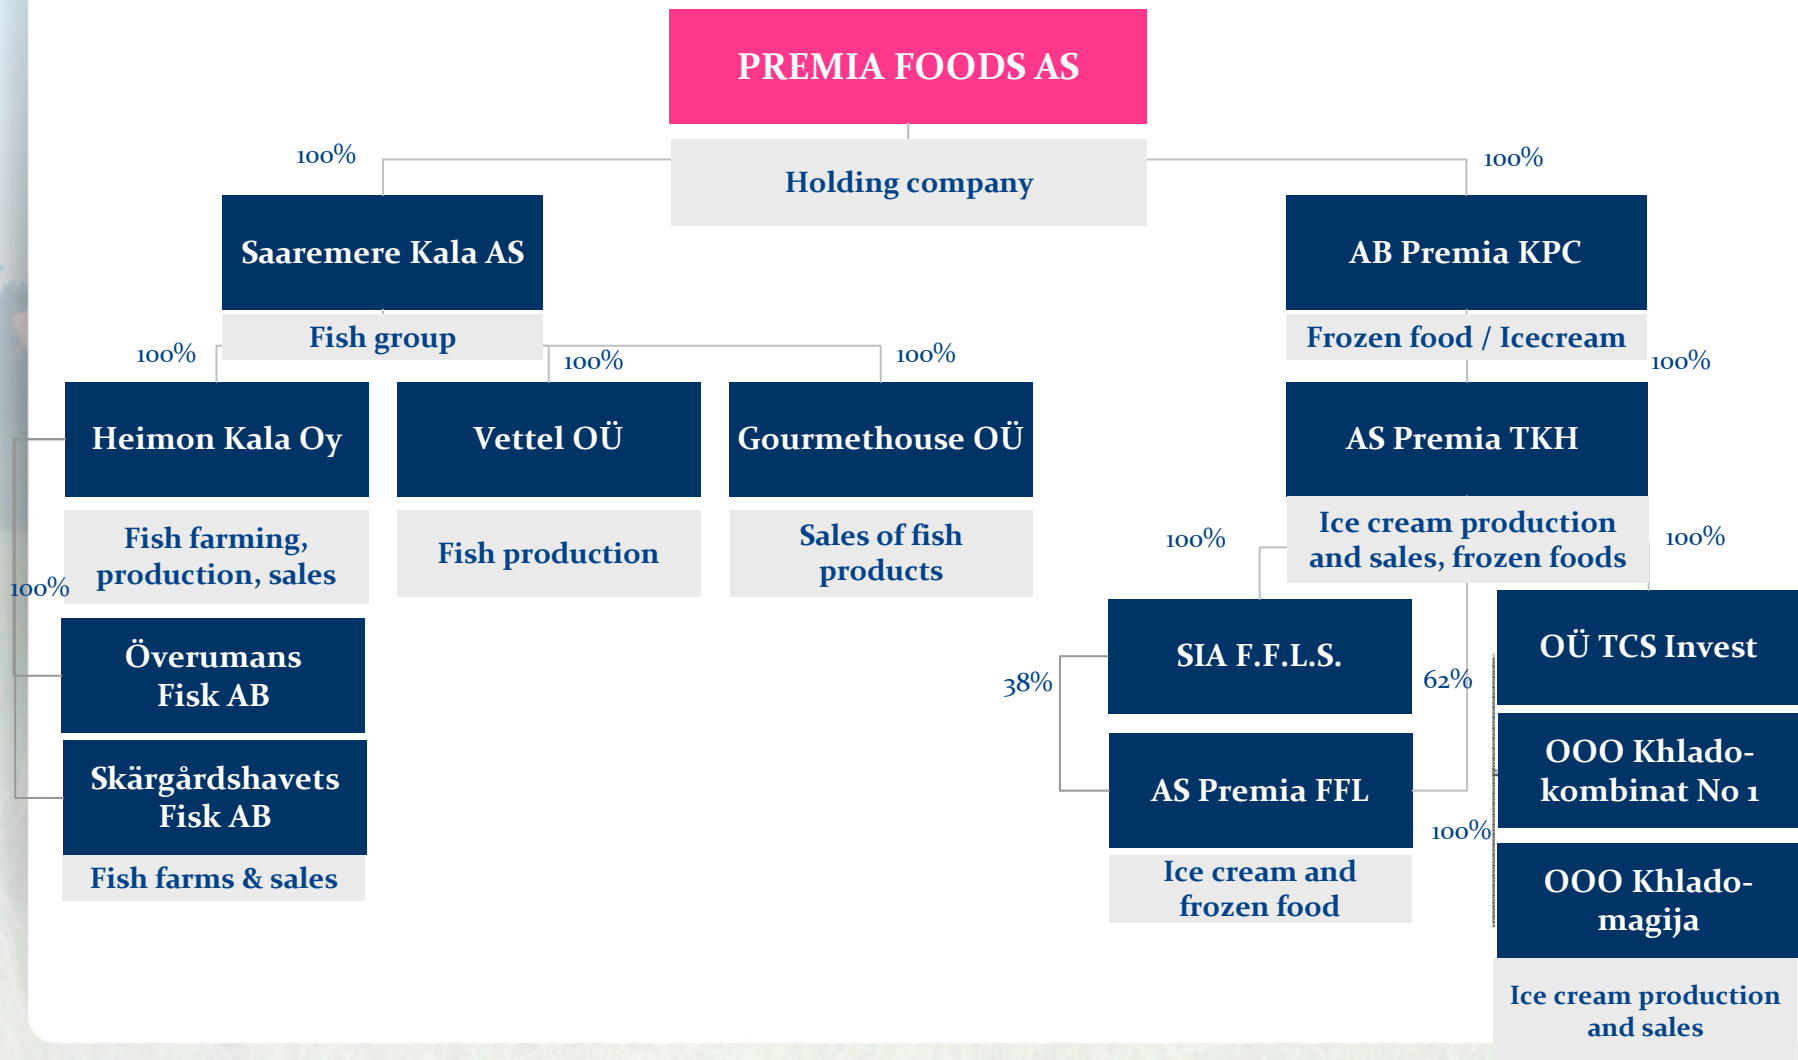 PREMIA FOODS AS
Holding company
100%
100%
Saaremere Kala AS
AB Premia KPC
Fish group
Frozen food / Icecream
100%
100%
100%
100%
Heimon Kala Oy
Vettel OÜ
Gourmethouse OÜ
AS Premia TKH
Fish farming,
production, sales
Fish production
Sales of fish
products
Ice cream production
and sales, frozen foods
100%
100%
100%
Överumans
Fisk AB
SIA F.F.L.S.
OÜ TCS Invest
38%
62%
Skärgårdshavets
Fisk AB
AS Premia FFL
OOO Khlado-
kombinat No 1
100%
Fish farms & sales
Ice cream and
frozen food
OOO Khlado-
magija
Ice cream production
and sales